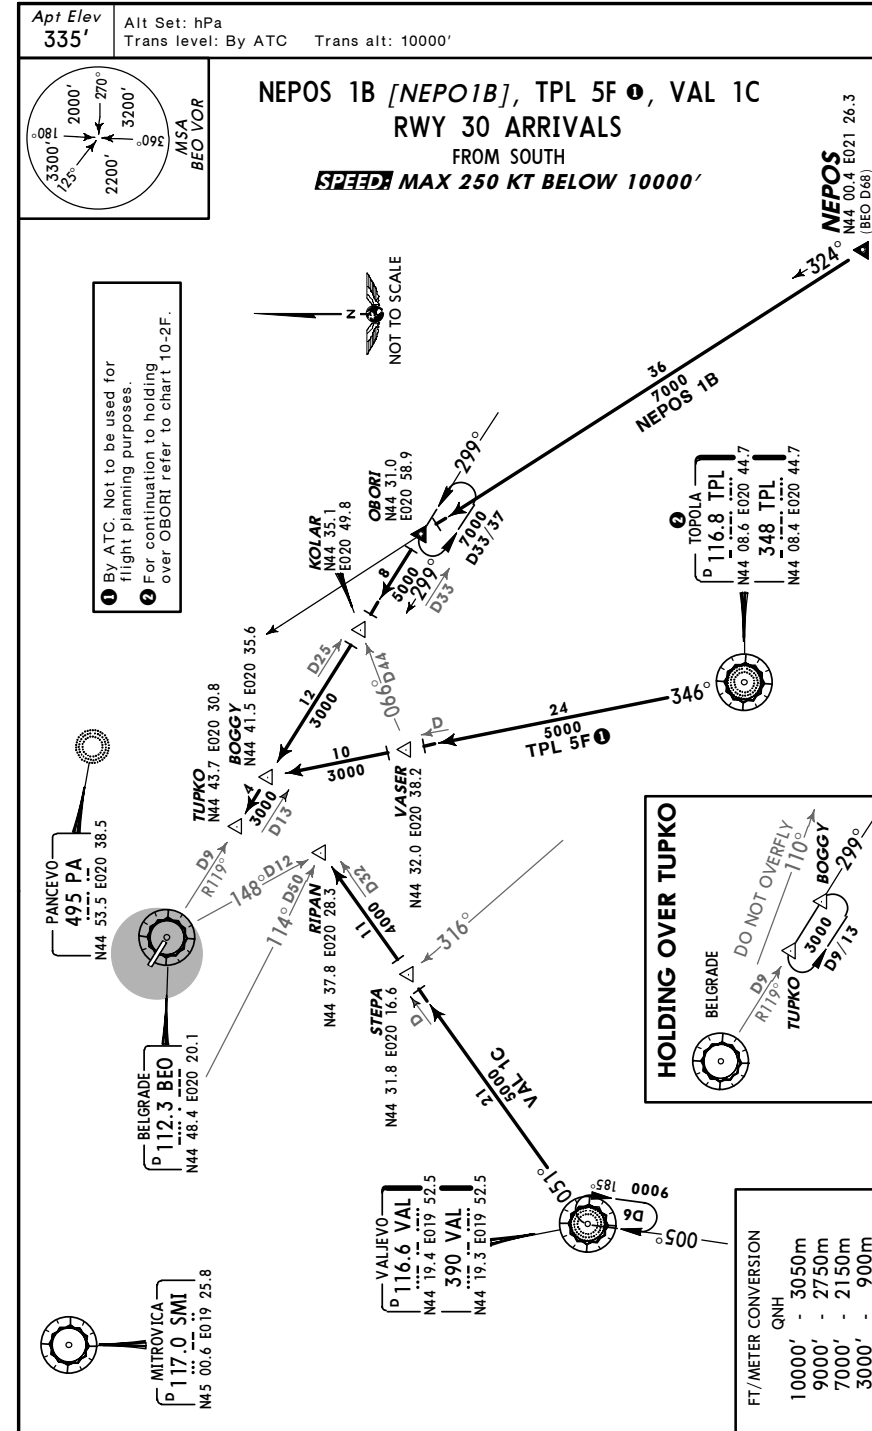 Apt Elev
335'
Alt Set: hPa
Trans level: By ATC Trans alt: 10000'
NEPOS 1B [NEPO1B], TPL 5F ❶, VAL 1C
RWY 30 ARRIVALS
FROM SOUTH
SPEED: MAX 250 KT BELOW 10000'
MSA
BEO VOR
270°
3200'
360°
2200'
125°
3300'
180°
2000'
NEPOS
N44 00.4 E021 26.3
(BEO D68)
324°
36
7000
NEPOS 1B
N
NOT TO SCALE
❶ By ATC. Not to be used for
flight planning purposes.
❷ For continuation to holding
over OBORI refer to chart 10-2F.
OBORI
N44 31.0
E020 58.9
299°
7000
D33/37
299°
D33
8
5000
KOLAR
N44 35.1
E020 49.8
D25
066°
D44
12
3000
BOGGY
N44 41.5 E020 35.6
TUPKO
N44 43.7 E020 30.8
4
3000
D13
D9
R119°
10
3000
VASER
N44 32.0 E020 38.2
D
24
5000
TPL 5F ❶
346°
❷
TOPOLA
D 116.8 TPL
N44 08.6 E020 44.7
348 TPL
N44 08.4 E020 44.7
PANCEVO
495 PA
N44 53.5 E020 38.5
148°
D12
114°
D50
RIPAN
N44 37.8 E020 28.3
D32
11
4000
STEPA
N44 31.8 E020 16.6
316°
D
BELGRADE
D 112.3 BEO
N44 48.4 E020 20.1
21
5000
VAL 1C
051°
VALJEVO
D 116.6 VAL
N44 19.4 E019 52.5
390 VAL
N44 19.3 E019 52.5
185°
9000
D6
005°
MITROVICA
D 117.0 SMI
N45 00.6 E019 25.8
HOLDING OVER TUPKO
BELGRADE
DO NOT OVERFLY
110°
D9
R119°
TUPKO
BOGGY
299°
3000
D9/13
FT/METER CONVERSION
QNH
10000' - 3050m
9000' - 2750m
7000' - 2150m
3000' - 900m